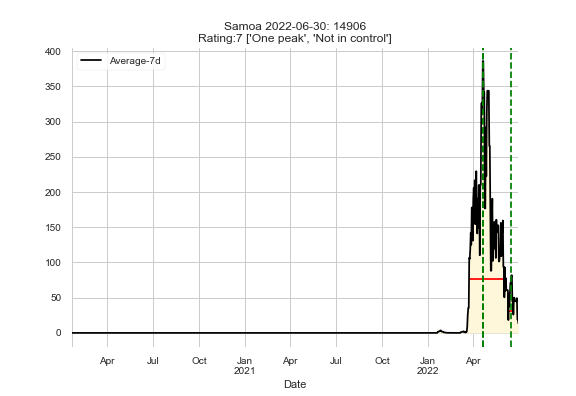 Samoa 2022-06-30: 14906
Rating:7 ['One peak', 'Not in control']
400
350
300
250
200
150
100
50
0
Average-7d
Apr Jul Oct Jan Apr Jul Oct Jan Apr
2021 2022
Date